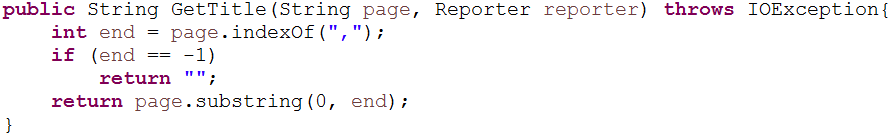 public String GetTitle(String page, Reporter reporter) throws IOException{
    int end = page.indexOf(",");
    if (end == -1)
        return "";
    return page.substring(0, end);
}